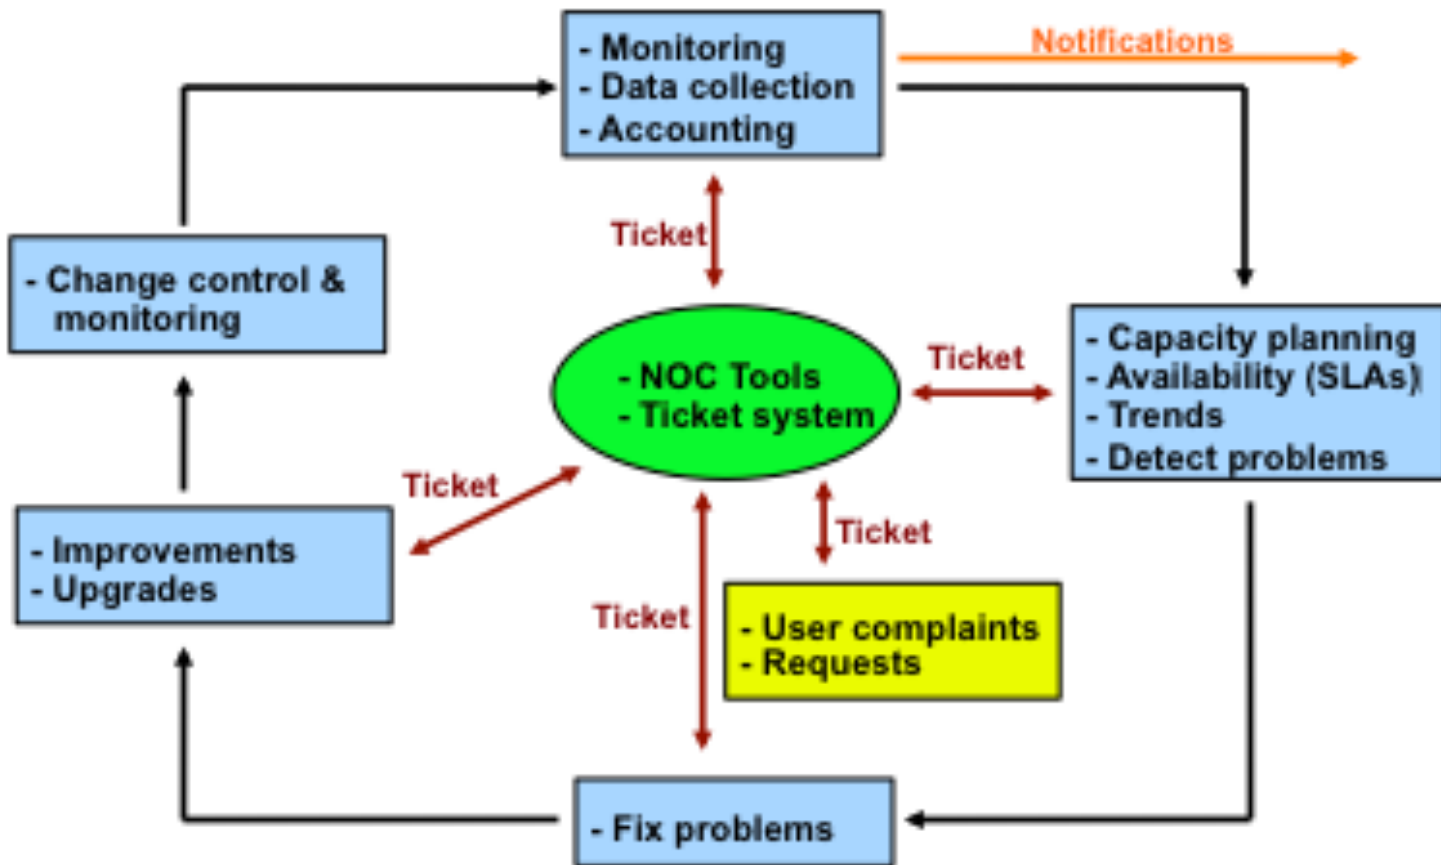 - Monitoring
- Data collection
- Accounting
Notifications
Ticket
- Change control &
monitoring
- NOC Tools
- Ticket system
Ticket
- Capacity planning
- Availability (SLAs)
- Trends
- Detect problems
Ticket
- Improvements
- Upgrades
Ticket
Ticket
- User complaints
- Requests
- Fix problems